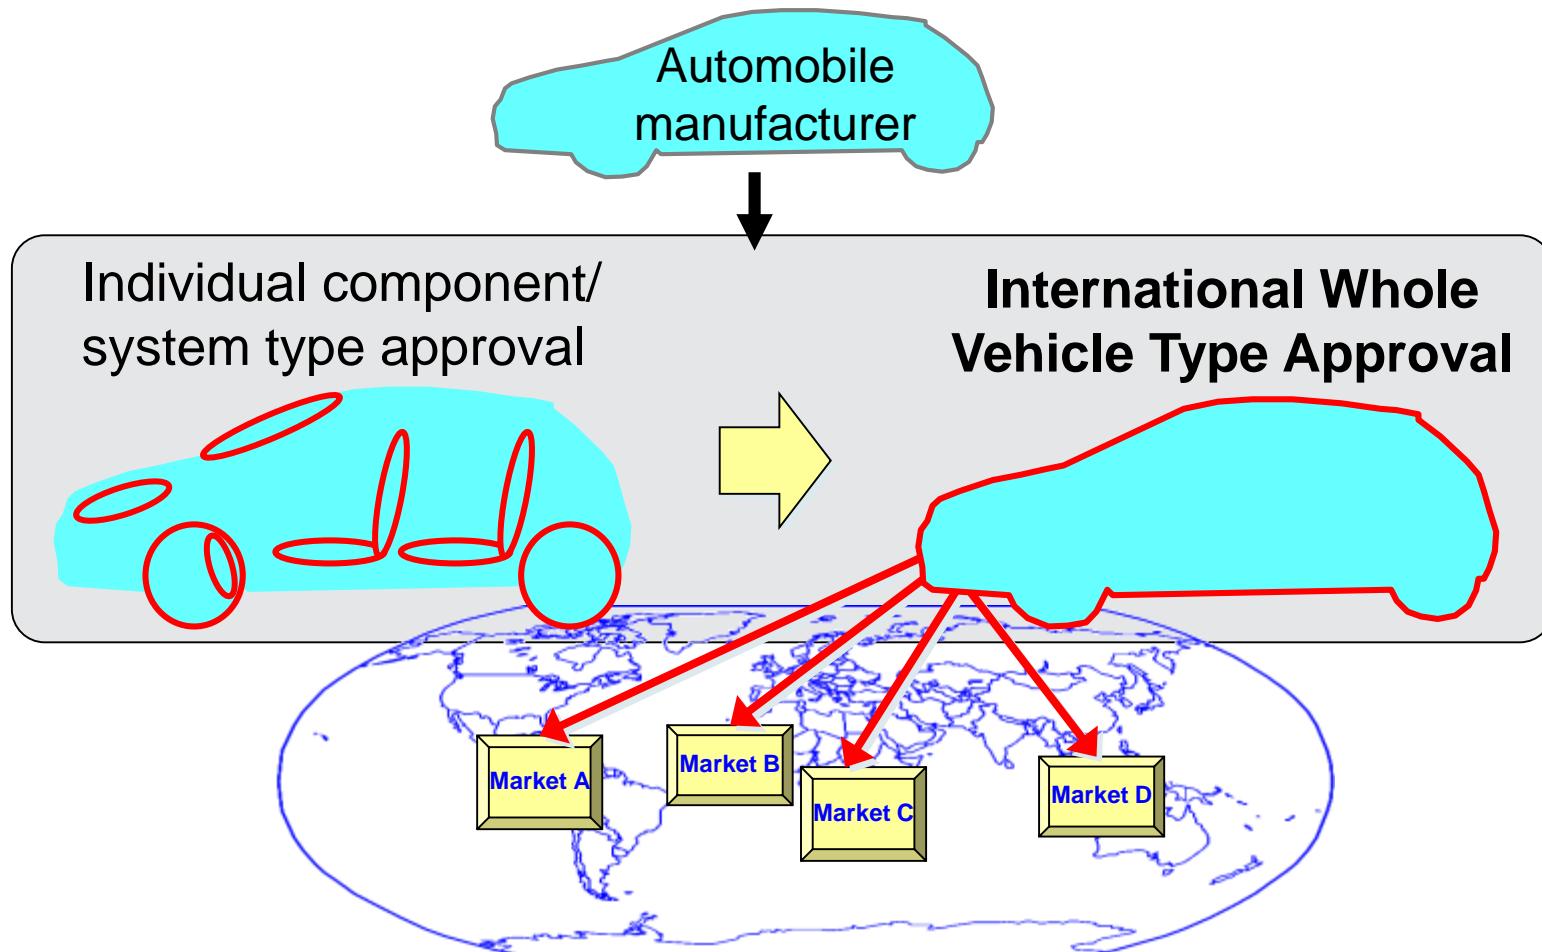 Automobile
manufacturer
Individual component/
system type approval
International Whole
Vehicle Type Approval
Market A
Market B
Market C
Market D